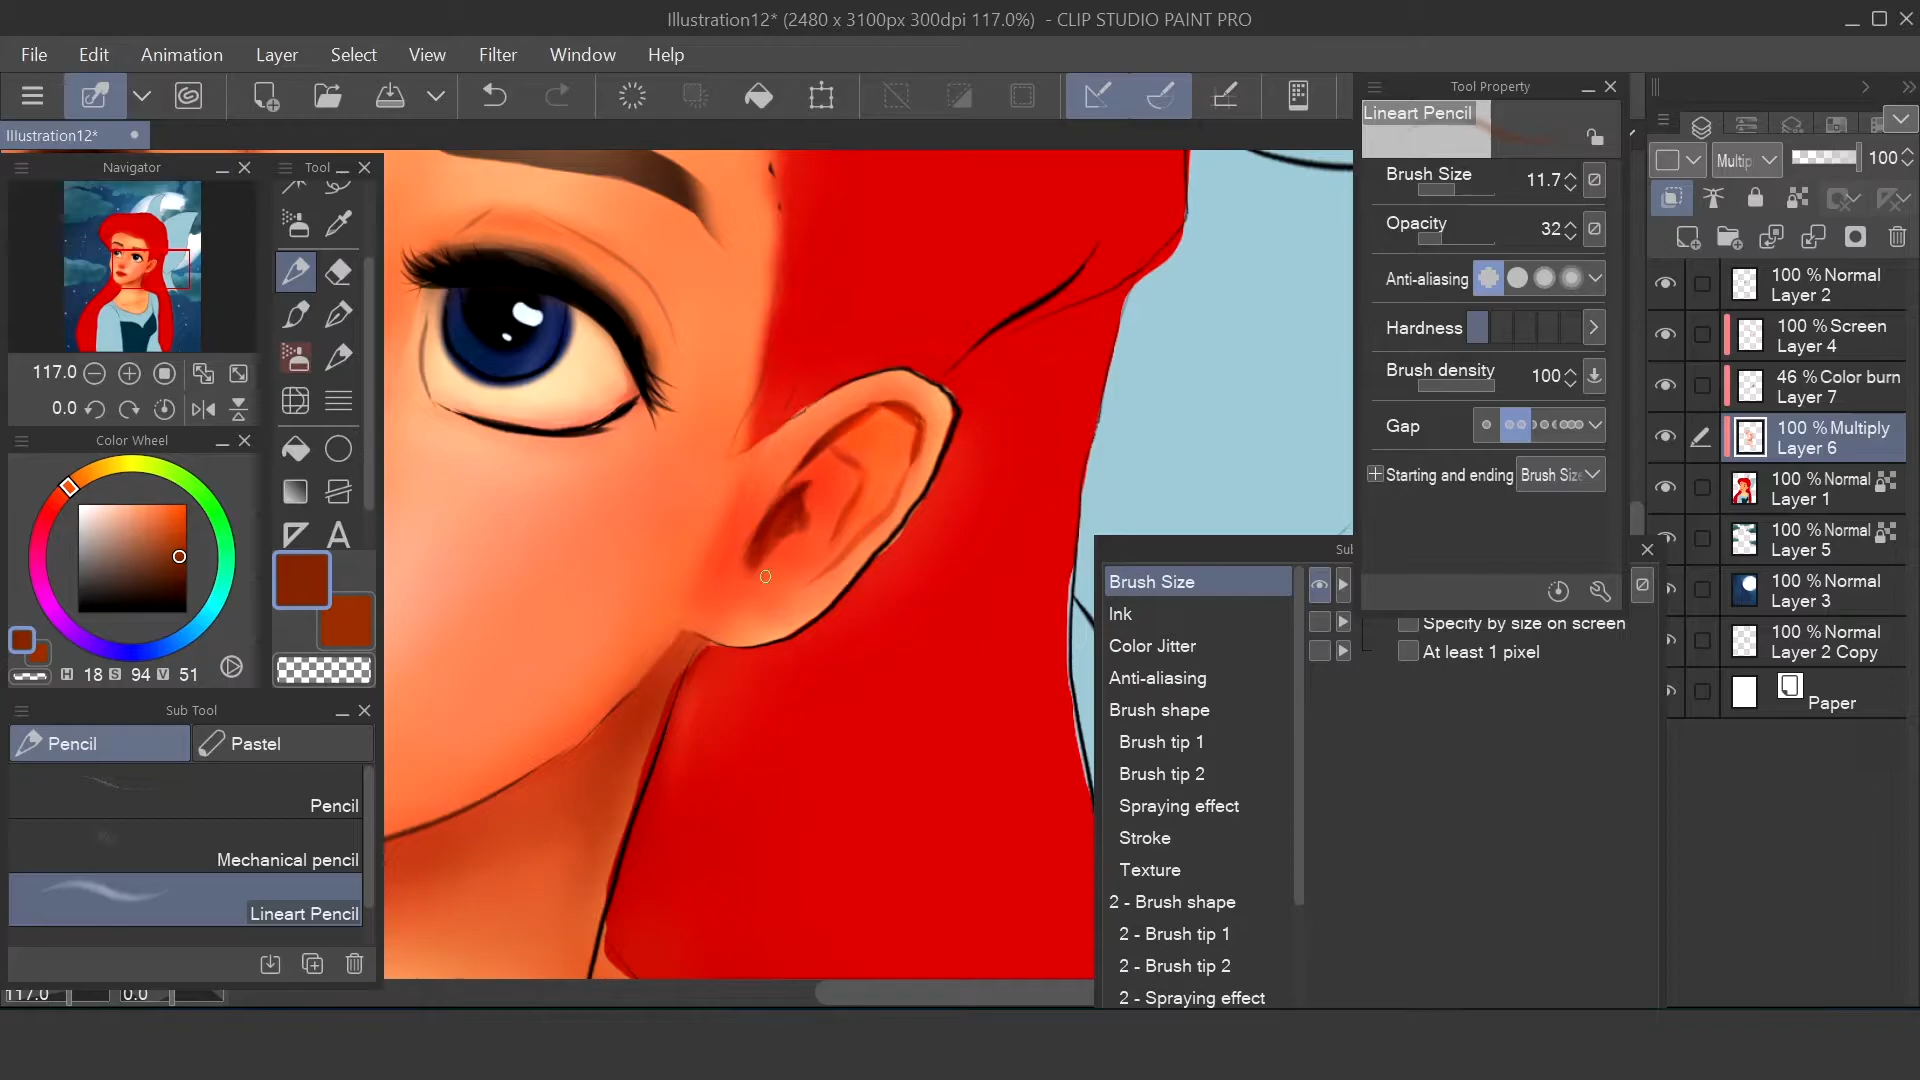 Illustration12* (2480 x 3100px 300dpi 117.0%) - CLIP STUDIO PAINT PRO
File Edit Animation Layer Select View Filter Window Help
Illustration12*
Navigator
117.0
0.0
Color Wheel
H 18 S 94 V 51
Tool
A
Sub Tool
Pencil Pastel
Pencil
Mechanical pencil
Lineart Pencil
117.0 0.0
Tool Property
Lineart Pencil
Brush Size 11.7
Opacity 32
Anti-aliasing
Hardness
Brush density 100
Gap
Starting and ending Brush Size
Brush Size
Ink
Color Jitter
Anti-aliasing
Brush shape
Brush tip 1
Brush tip 2
Spraying effect
Stroke
Texture
2 - Brush shape
2 - Brush tip 1
2 - Brush tip 2
2 - Spraying effect
Specify by size on screen
At least 1 pixel
Multip 100
100 % Normal
Layer 2
100 % Screen
Layer 4
46 % Color burn
Layer 7
100 % Multiply
Layer 6
100 % Normal
Layer 1
100 % Normal
Layer 5
100 % Normal
Layer 3
100 % Normal
Layer 2 Copy
Paper